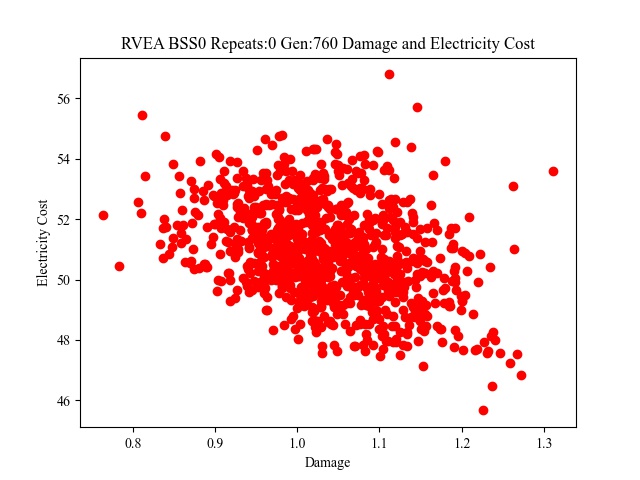 RVEA BSS0 Repeats:0 Gen:760 Damage and Electricity Cost
56
54
52
50
48
46
Electricity Cost
0.8 0.9 1.0 1.1 1.2 1.3
Damage